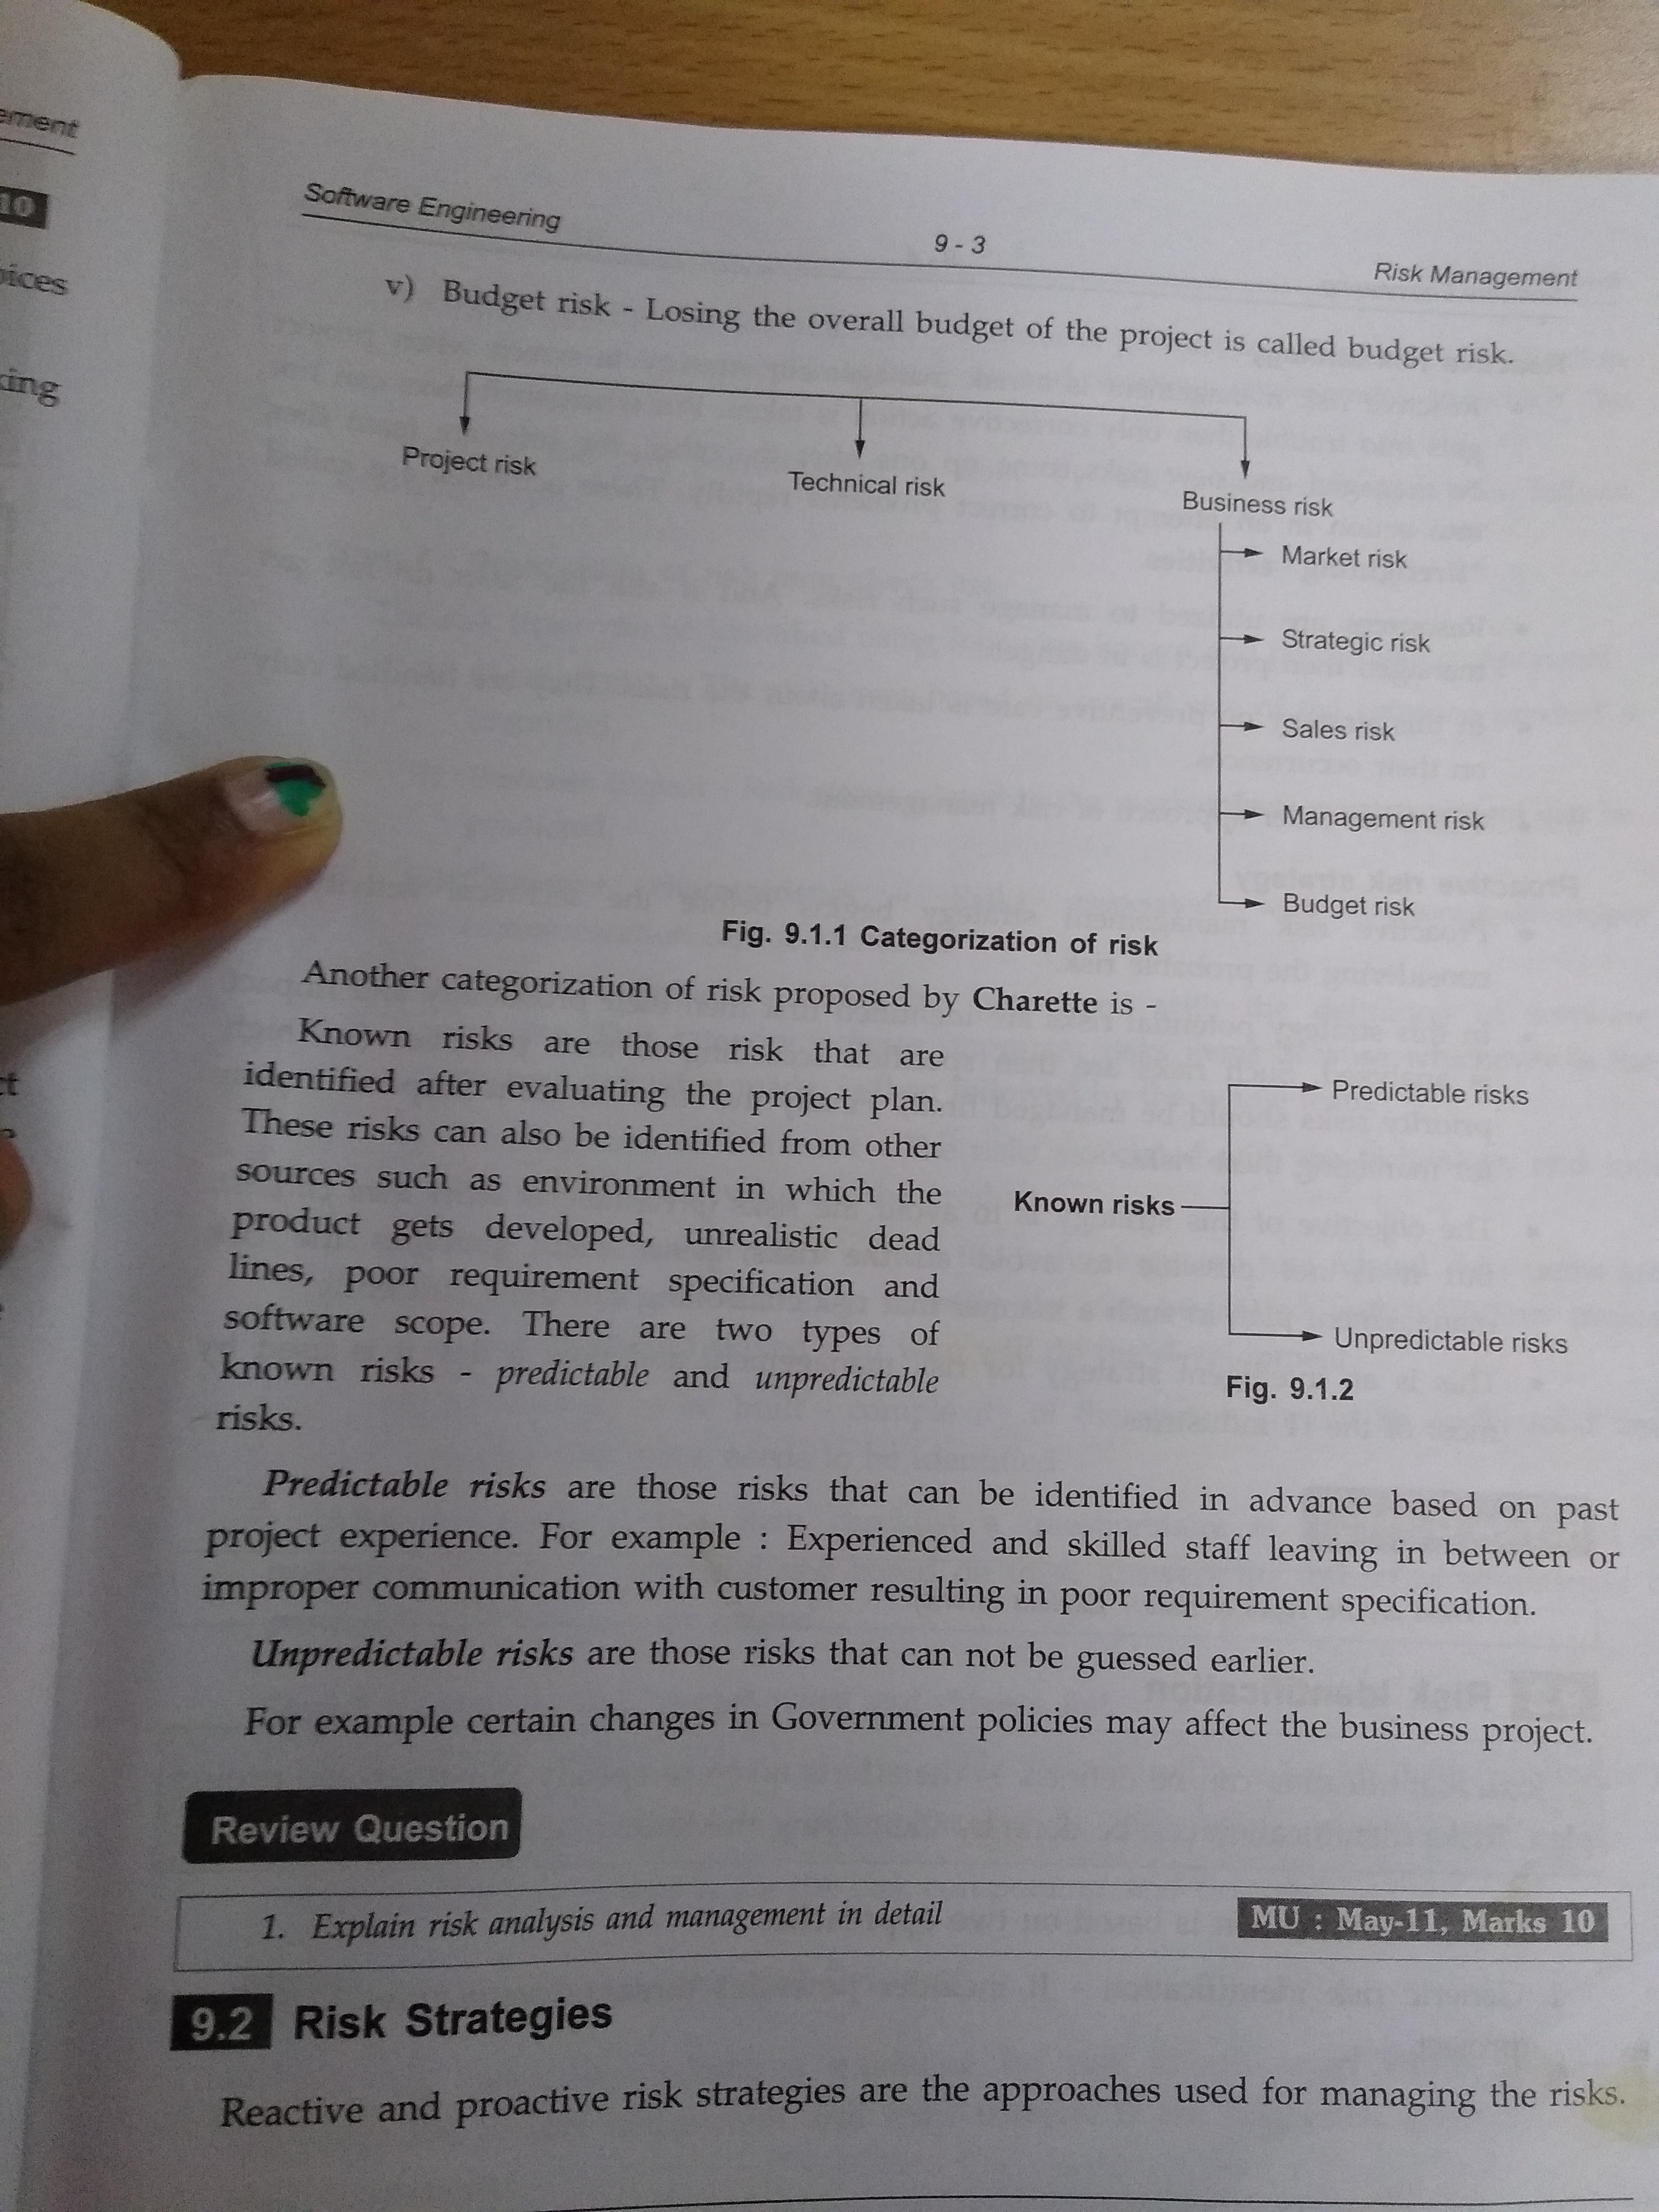 ement
10
oices
king
ct
Software Engineering
9 - 3
Risk Management
v) Budget risk - Losing the overall budget of the project is called budget risk.
Project risk
Technical risk
Business risk
Market risk
Strategic risk
Sales risk
Management risk
Budget risk
Fig. 9.1.1 Categorization of risk
Another categorization of risk proposed by Charette is -
Known risks are those risk that are
identified after evaluating the project plan.
These risks can also be identified from other
sources such as environment in which the
product gets developed, unrealistic dead
lines, poor requirement specification and
software scope. There are two types of
known risks - predictable and unpredictable
risks.
Predictable risks
Known risks
Unpredictable risks
Fig. 9.1.2
Predictable risks are those risks that can be identified in advance based on past
project experience. For example : Experienced and skilled staff leaving in between or
improper communication with customer resulting in poor requirement specification.
Unpredictable risks are those risks that can not be guessed earlier.
For example certain changes in Government policies may affect the business project.
Review Question
1. Explain risk analysis and management in detail
MU : May-11, Marks 10
9.2 Risk Strategies
Reactive and proactive risk strategies are the approaches used for managing the risks.